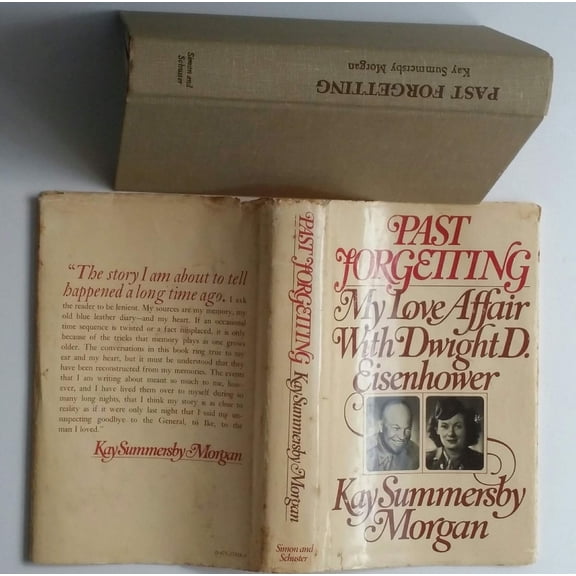 PAST FORGETTING
Kay Summersby Morgan
Simon and
Schuster
"The story I am about to tell
happened a long time ago. I ask
the reader to be lenient. My sources are my memory, my
old blue leather diary—and my heart. If an occasional
time sequence is twisted or a fact misplaced, it is only
because of the tricks that memory plays as one grows
older. The conversations in this book ring true to my
ear and my heart, but it must be understood that they
have been reconstructed from my memories. The events
that I am writing about meant so much to me, how-
ever, and I have lived them over to myself during so
many long nights, that I think my story is as close to
reality as if it were only last night that I said my un-
suspecting goodbye to the General, to Ike, to the
man I loved."
Kay Summersby Morgan
PAST FORGETTING
Kay Summersby Morgan
Simon and
Schuster
PAST
FORGETTING
My Love Affair
With Dwight D.
Eisenhower
Kay Summersby
Morgan